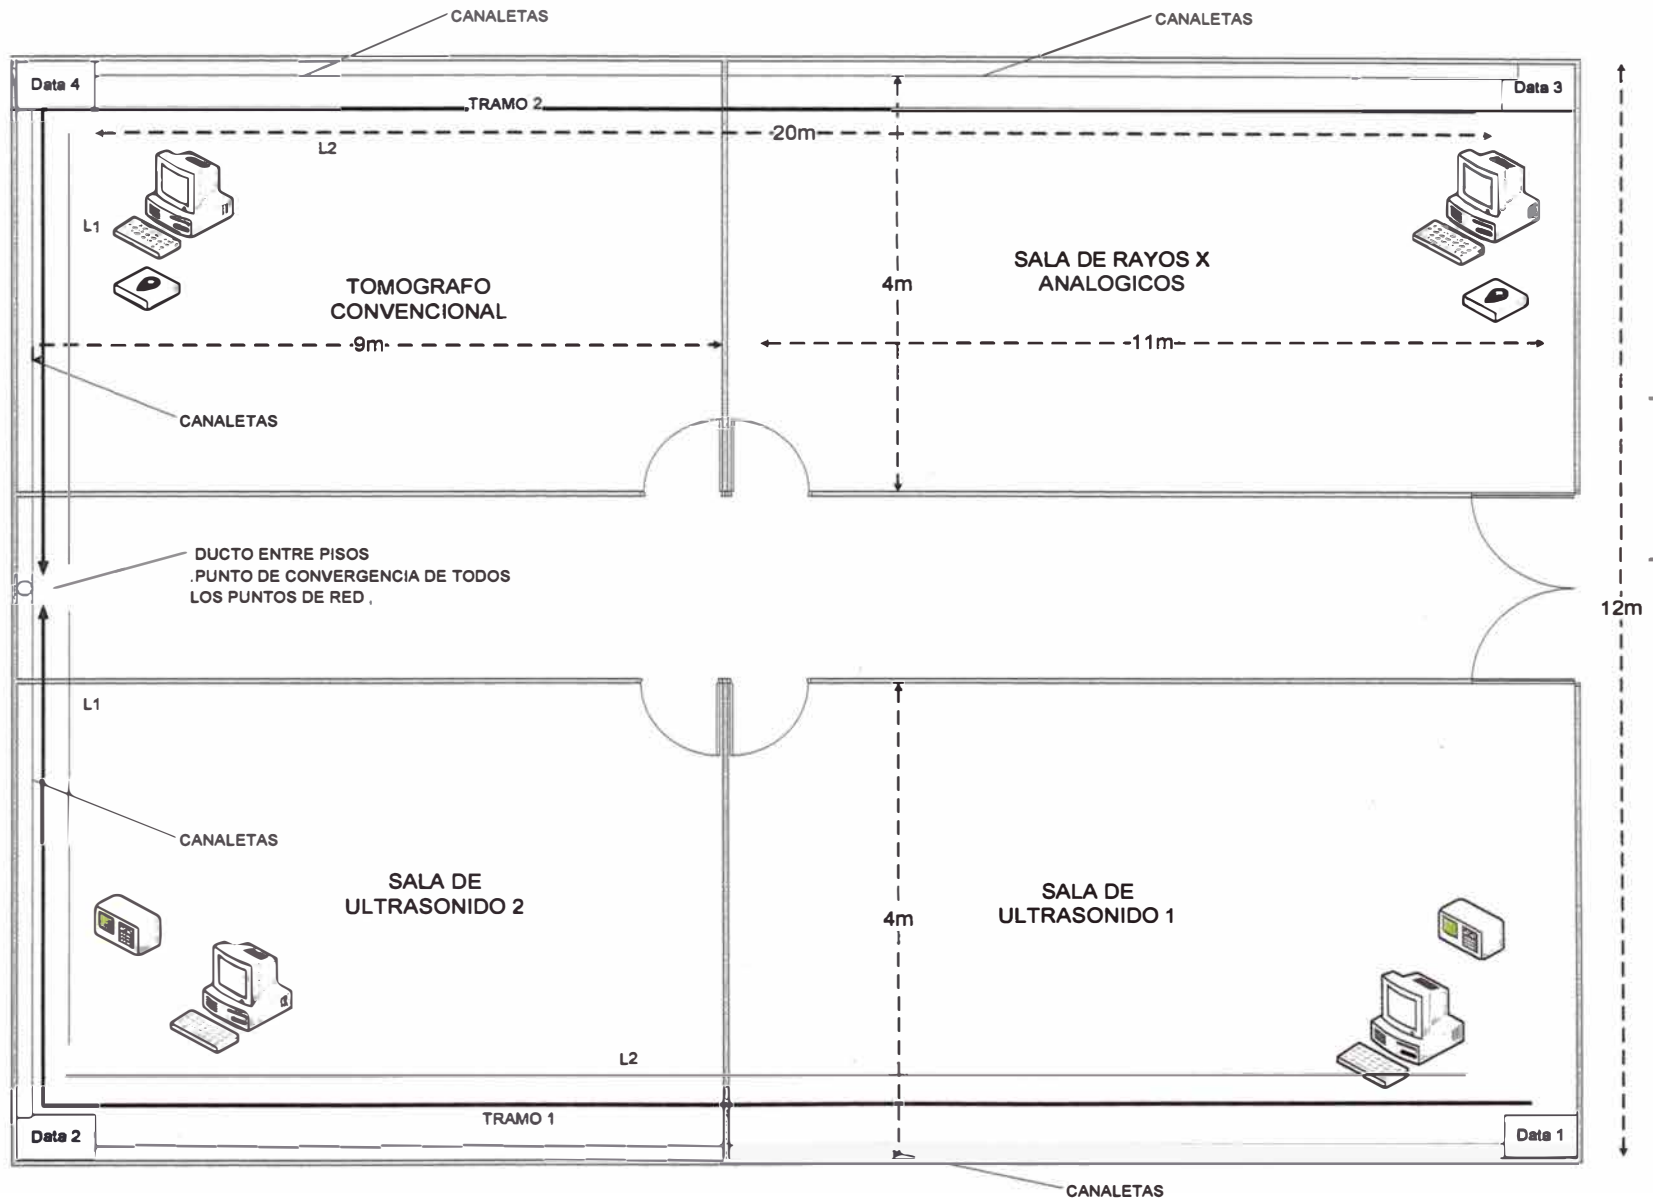 CANALETAS
CANALETAS
Data 4
Data 3
TRAMO 2
20m
L2
L1
SALA DE RAYOS X
ANALOGICOS
4m
TOMOGRAFO
CONVENCIONAL
9m
11m
CANALETAS
DUCTO ENTRE PISOS
.PUNTO DE CONVERGENCIA DE TODOS
LOS PUNTOS DE RED ,
12m
L1
CANALETAS
SALA DE
ULTRASONIDO 2
SALA DE
ULTRASONIDO 1
4m
L2
TRAMO 1
Data 2
Data 1
CANALETAS